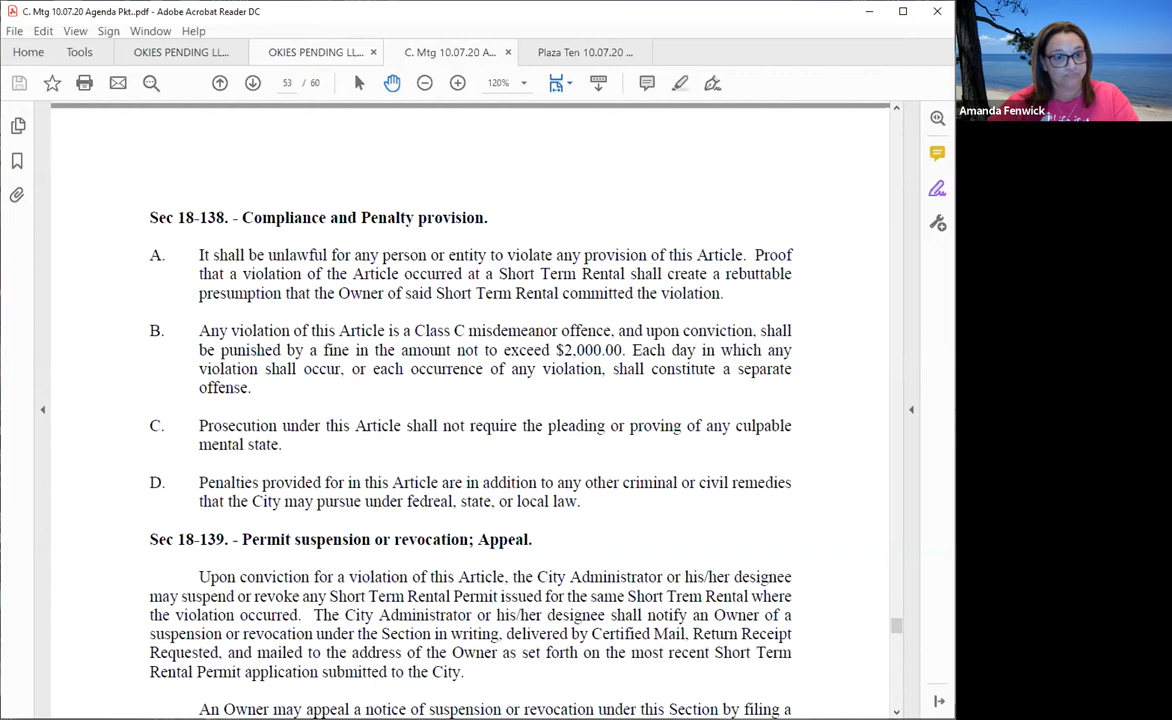 C. Mtg 10.07.20 Agenda Pkt..pdf - Adobe Acrobat Reader DC
File Edit View Sign Window Help
Home Tools OKIES PENDING LL... OKIES PENDING LL... × C. Mtg 10.07.20 A... × Plaza Ten 10.07.20 ...
53 / 60 120%
Amanda Fenwick
Sec 18-138. - Compliance and Penalty provision.
A. It shall be unlawful for any person or entity to violate any provision of this Article. Proof
that a violation of the Article occurred at a Short Term Rental shall create a rebuttable
presumption that the Owner of said Short Term Rental committed the violation.
B. Any violation of this Article is a Class C misdemeanor offence, and upon conviction, shall
be punished by a fine in the amount not to exceed $2,000.00. Each day in which any
violation shall occur, or each occurrence of any violation, shall constitute a separate
offense.
C. Prosecution under this Article shall not require the pleading or proving of any culpable
mental state.
D. Penalties provided for in this Article are in addition to any other criminal or civil remedies
that the City may pursue under fedreal, state, or local law.
Sec 18-139. - Permit suspension or revocation; Appeal.
Upon conviction for a violation of this Article, the City Administrator or his/her designee
may suspend or revoke any Short Term Rental Permit issued for the same Short Trem Rental where
the violation occurred. The City Administrator or his/her designee shall notify an Owner of a
suspension or revocation under the Section in writing, delivered by Certified Mail, Return Receipt
Requested, and mailed to the address of the Owner as set forth on the most recent Short Term
Rental Permit application submitted to the City.
An Owner may appeal a notice of suspension or revocation under this Section by filing a